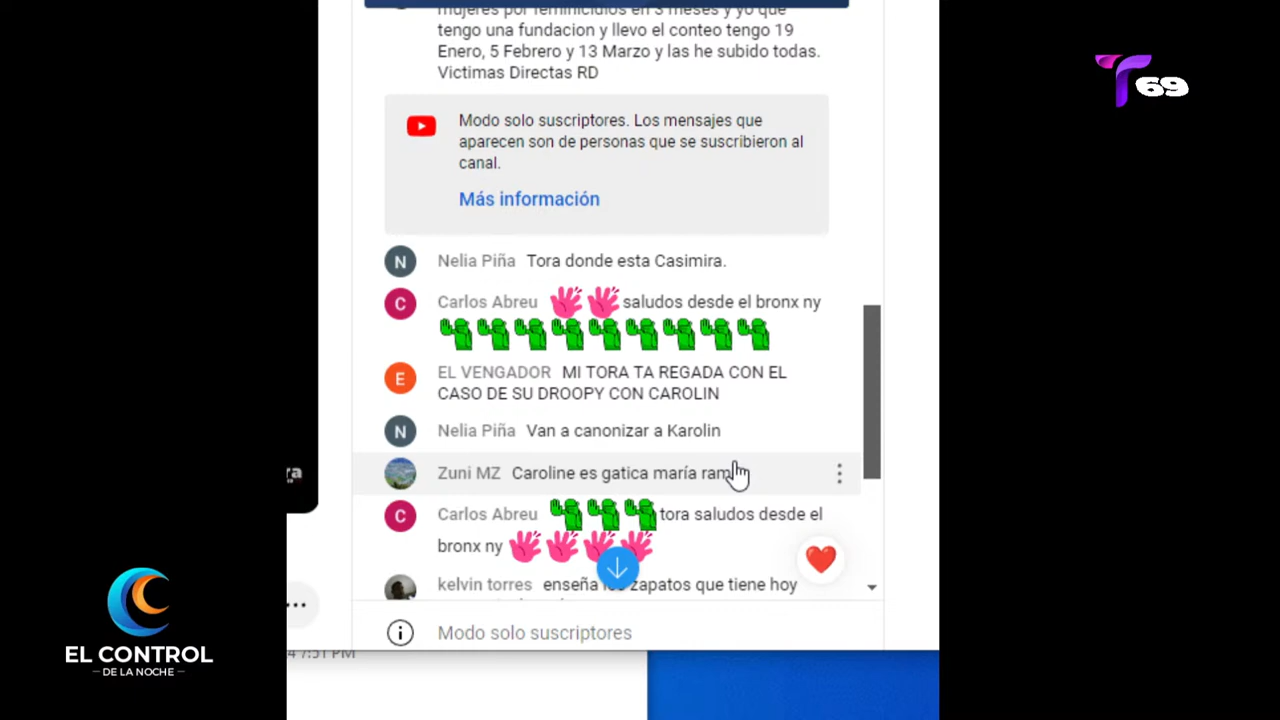 mujeres por feminicidios en 3 meses y yo que
tengo una fundacion y llevo el conteo tengo 19
Enero, 5 Febrero y 13 Marzo y las he subido todas.
Victimas Directas RD
T69
Modo solo suscriptores. Los mensajes que
aparecen son de personas que se suscribieron al
canal.
Más información
N Nelia Piña Tora donde esta Casimira.
C Carlos Abreu saludos desde el bronx ny
E EL VENGADOR MI TORA TA REGADA CON EL
CASO DE SU DROOPY CON CAROLIN
N Nelia Piña Van a canonizar a Karolin
Zuni MZ Caroline es gatica maría
C Carlos Abreu tora saludos desde el
bronx ny
kelvin torres enseña los zapatos que tiene hoy
Modo solo suscriptores
7:51 PM
EL CONTROL
DE LA NOCHE